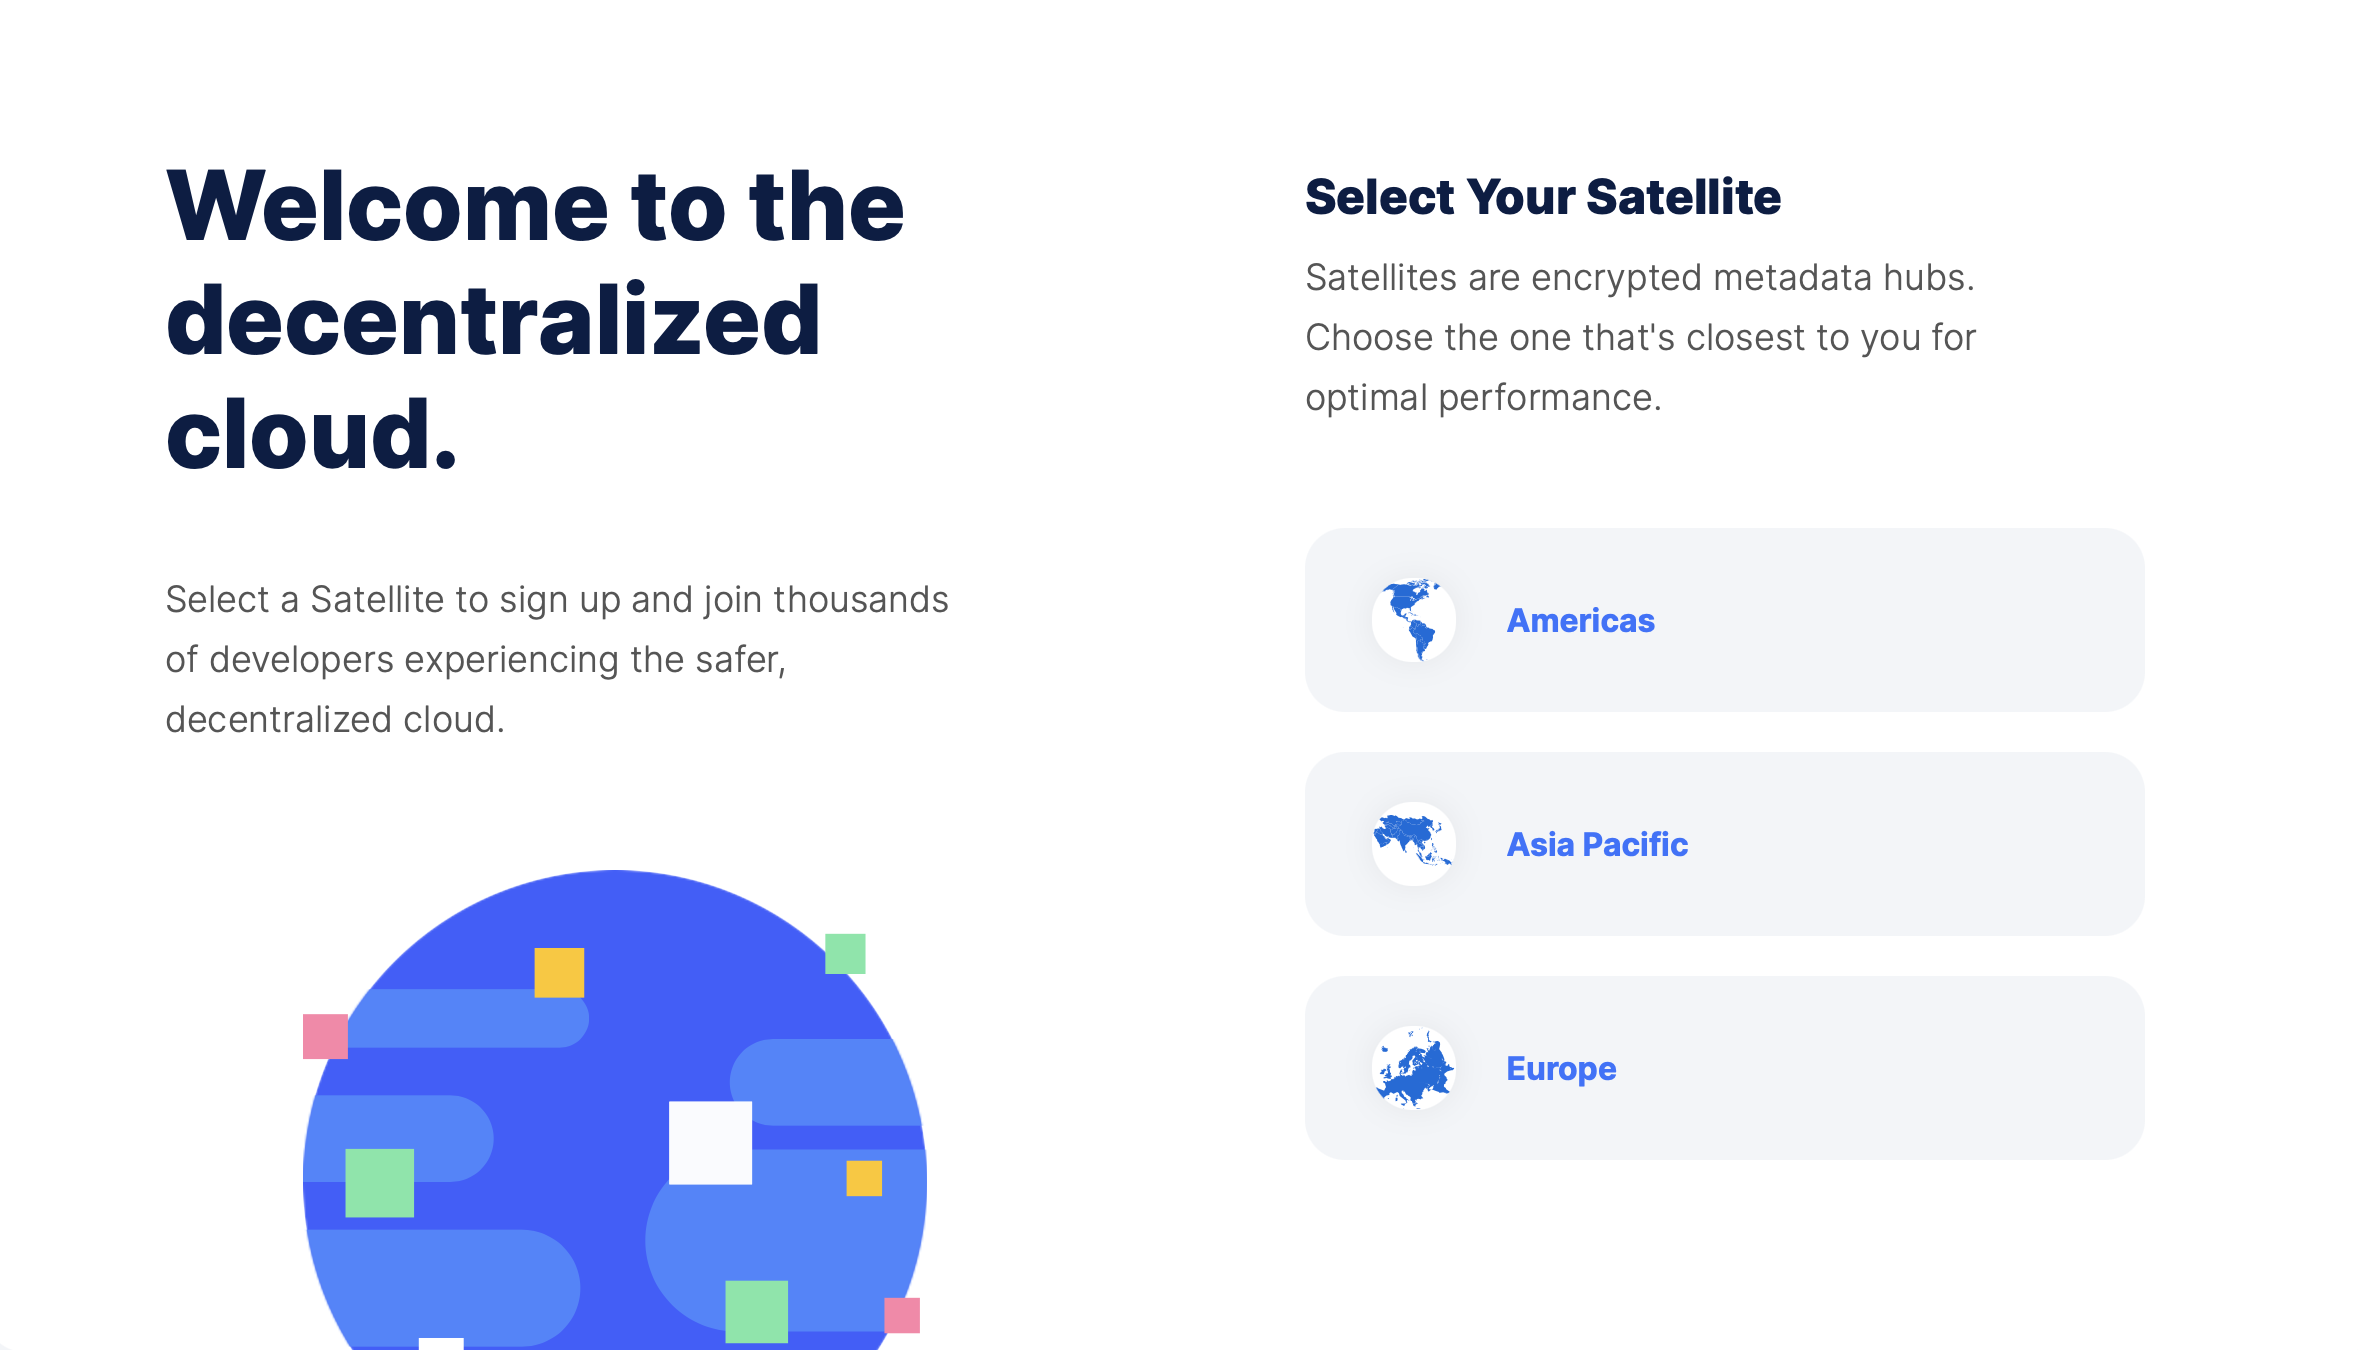 Welcome to the
decentralized
cloud.
Select a Satellite to sign up and join thousands
of developers experiencing the safer,
decentralized cloud.
Select Your Satellite
Satellites are encrypted metadata hubs.
Choose the one that's closest to you for
optimal performance.
Americas
Asia Pacific
Europe